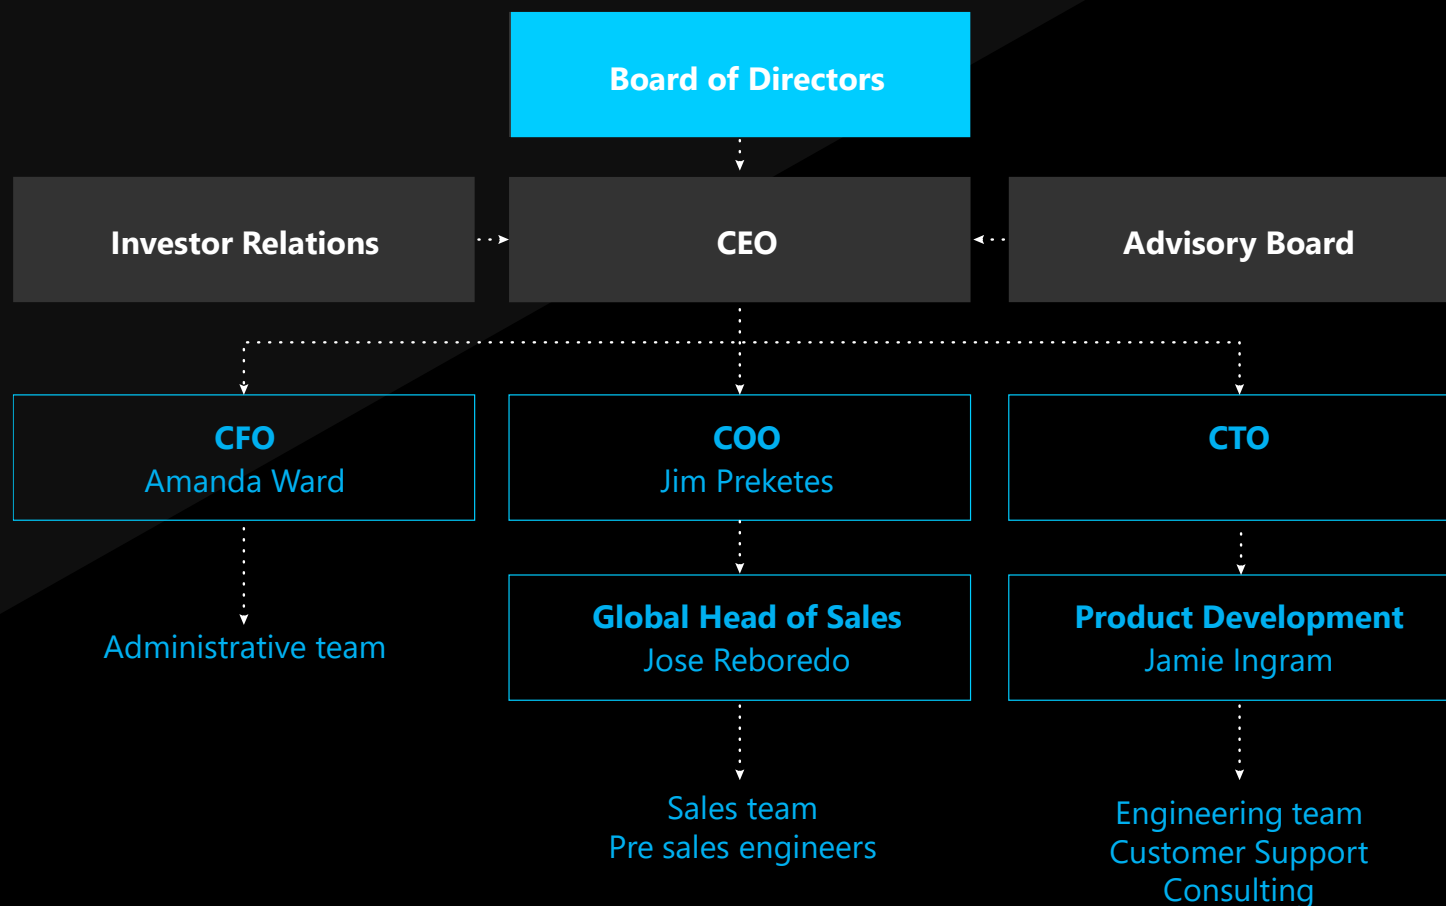 Board of Directors
Investor Relations
CEO
Advisory Board
CFO
Amanda Ward
COO
Jim Preketes
CTO
Global Head of Sales
Jose Reboredo
Product Development
Jamie Ingram
Administrative team
Sales team
Pre sales engineers
Engineering team
Customer Support
Consulting